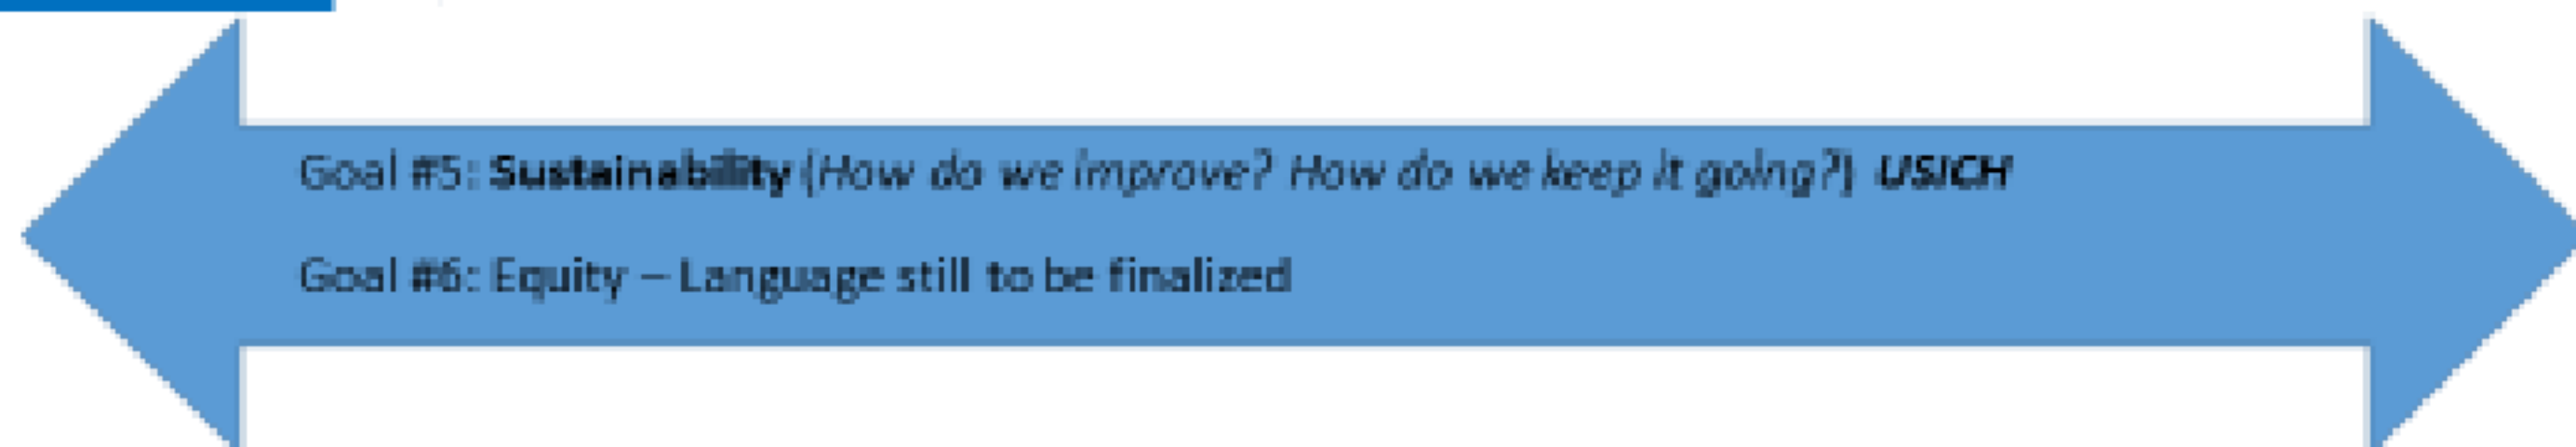 Goal #5: Sustainability (How do we improve? How do we keep it going?) USICH
Goal #6: Equity – Language still to be finalized